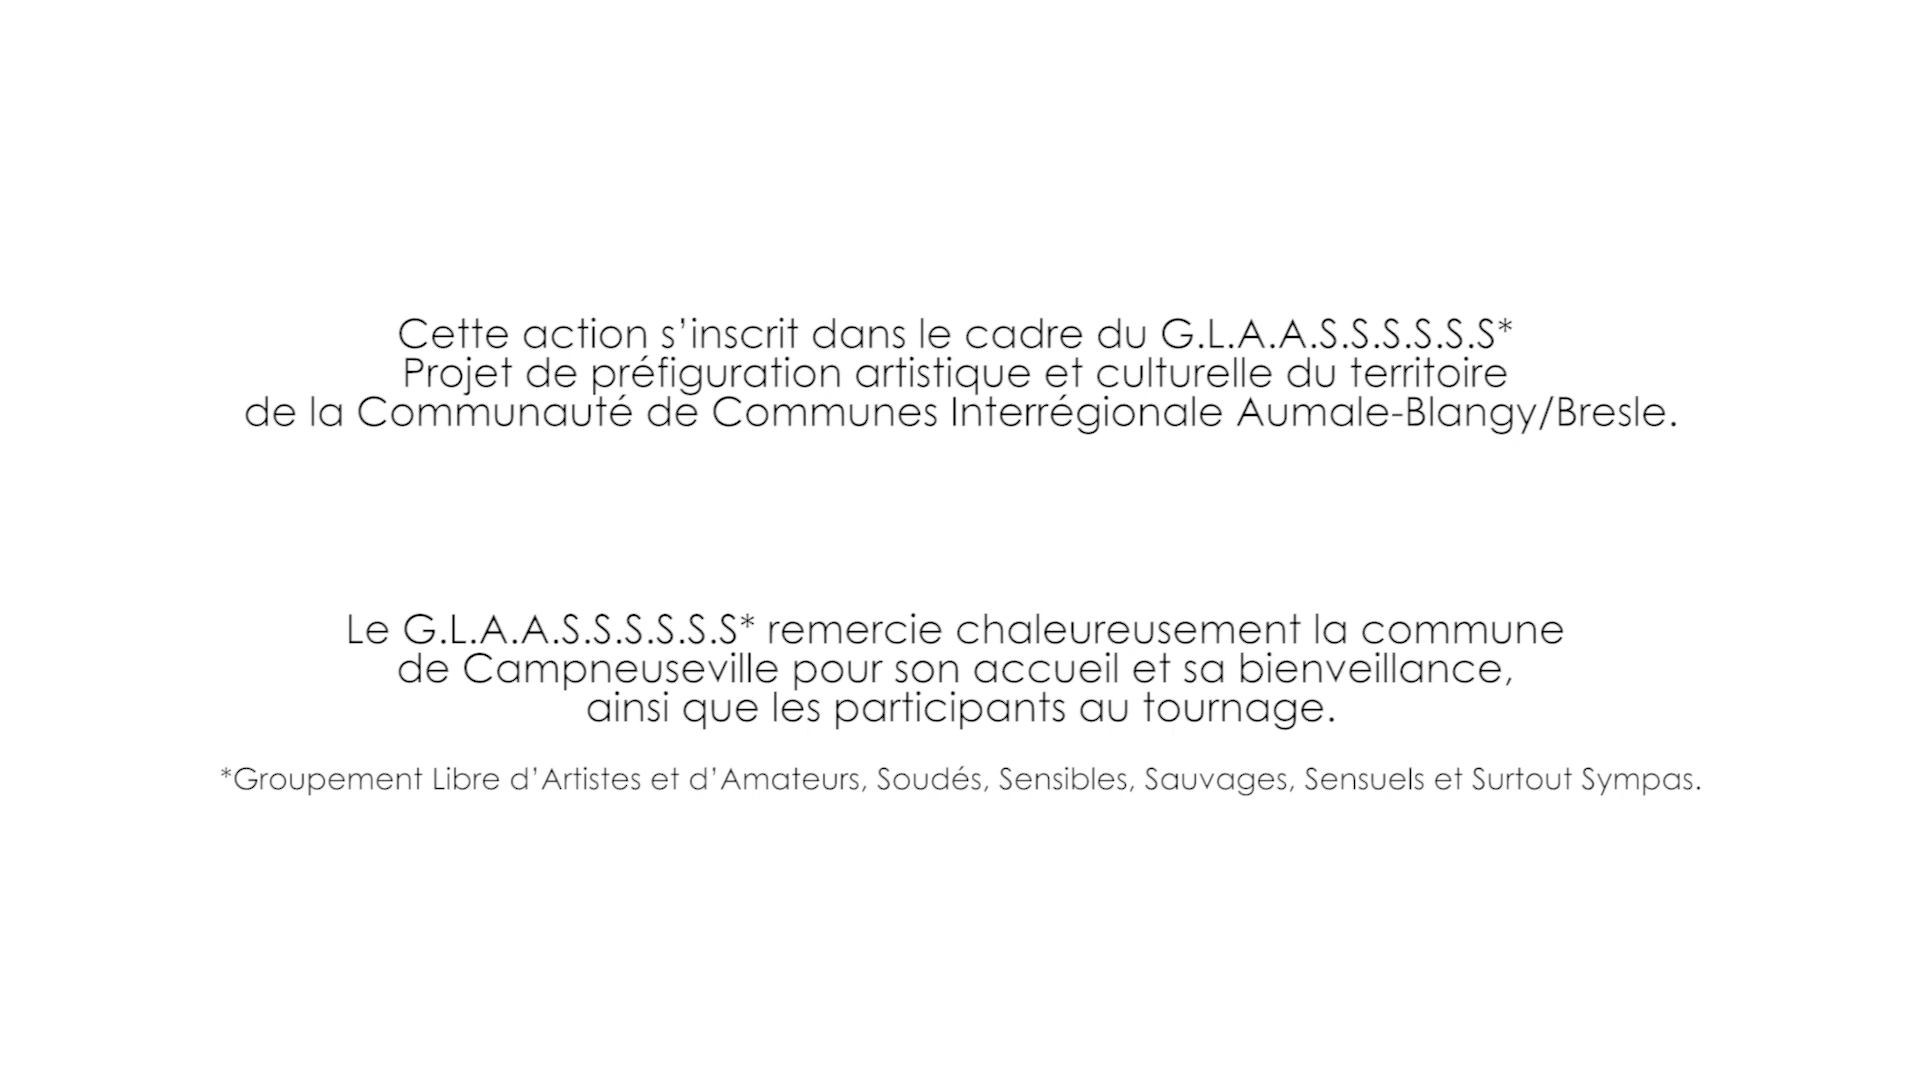 Cette action s’inscrit dans le cadre du G.L.A.A.S.S.S.S.S.S*
Projet de préfiguration artistique et culturelle du territoire
de la Communauté de Communes Interrégionale Aumale-Blangy/Bresle.
Le G.L.A.A.S.S.S.S.S.S* remercie chaleureusement la commune
de Campneuseville pour son accueil et sa bienveillance,
ainsi que les participants au tournage.
*Groupement Libre d’Artistes et d’Amateurs, Soudés, Sensibles, Sauvages, Sensuels et Surtout Sympas.